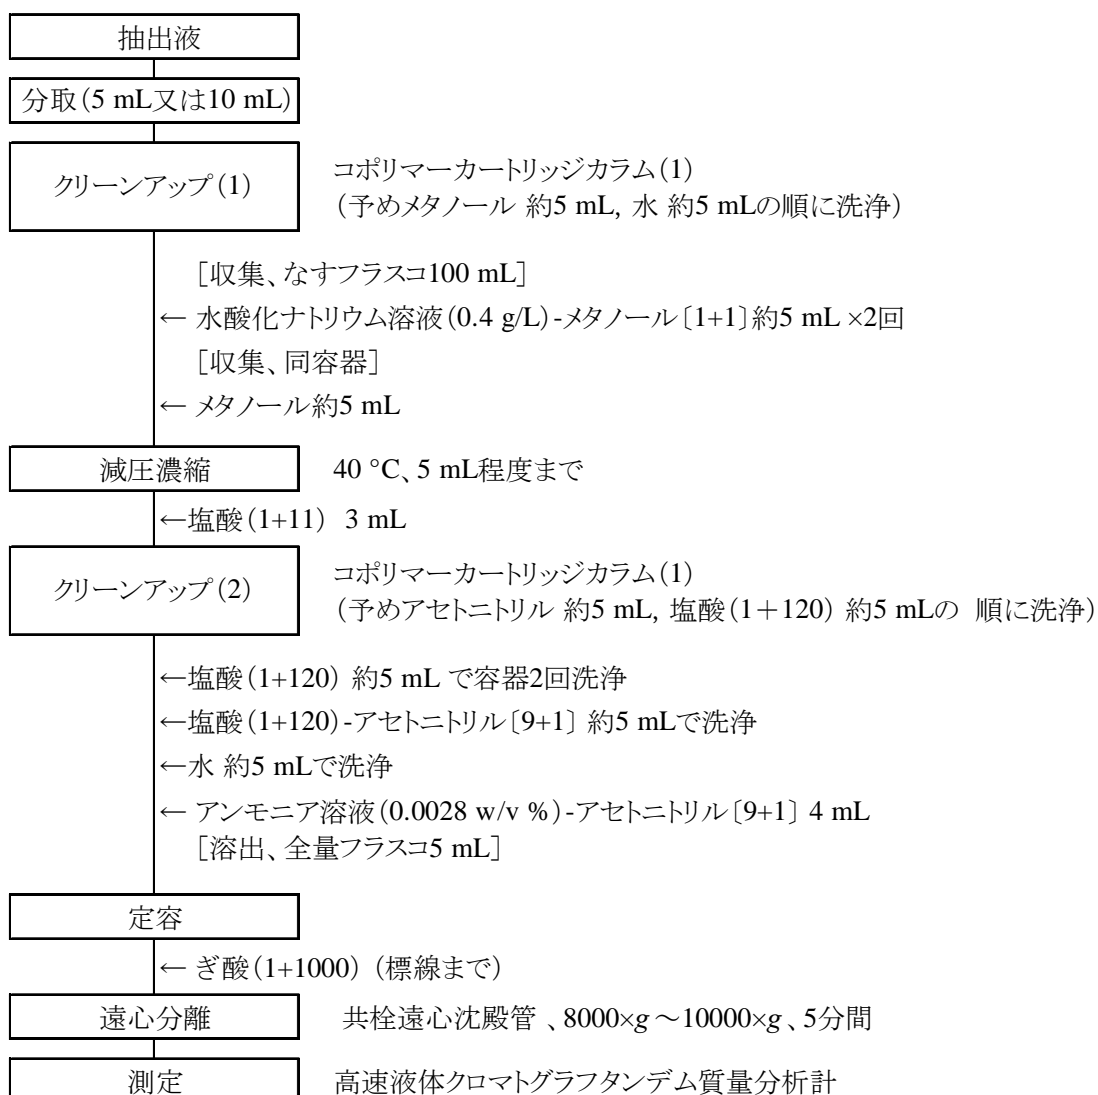 抽出液
分取(5 mL又は10 mL)
クリーンアップ(1)
コポリマーカートリッジカラム(1)
(予めメタノール 約5 mL, 水 約5 mLの順に洗浄)
[収集、なすフラスコ100 mL]
← 水酸化ナトリウム溶液(0.4 g/L)-メタノール〔1+1〕約5 mL ×2回
[収集、同容器]
← メタノール約5 mL
減圧濃縮 40 °C、5 mL程度まで
←塩酸(1+11) 3 mL
クリーンアップ(2)
コポリマーカートリッジカラム(1)
(予めアセトニトリル 約5 mL, 塩酸(1+120) 約5 mLの 順に洗浄)
←塩酸(1+120) 約5 mL で容器2回洗浄
←塩酸(1+120)-アセトニトリル〔9+1〕 約5 mLで洗浄
←水 約5 mLで洗浄
← アンモニア溶液(0.0028 w/v %)-アセトニトリル〔9+1〕 4 mL
[溶出、全量フラスコ5 mL]
定容
← ぎ酸(1+1000) (標線まで)
遠心分離 共栓遠心沈殿管 、8000×g～10000×g、5分間
測定 高速液体クロマトグラフタンデム質量分析計